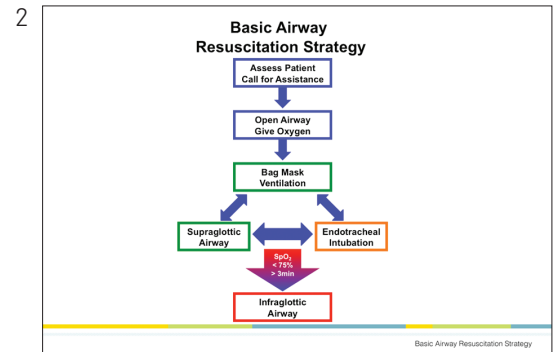 2
Basic Airway
Resuscitation Strategy
Assess Patient
Call for Assistance
Open Airway
Give Oxygen
Bag Mask
Ventilation
Supraglottic
Airway
Endotracheal
Intubation
SpO₂
< 75%
> 3min
Infraglottic
Airway
Basic Airway Resuscitation Strategy